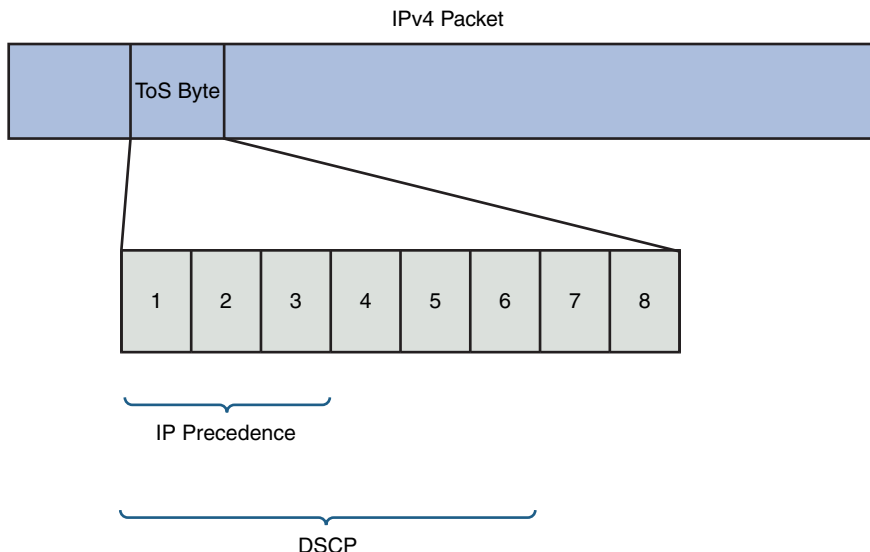 IPv4 Packet
ToS Byte
1 2 3 4 5 6 7 8
IP Precedence
DSCP